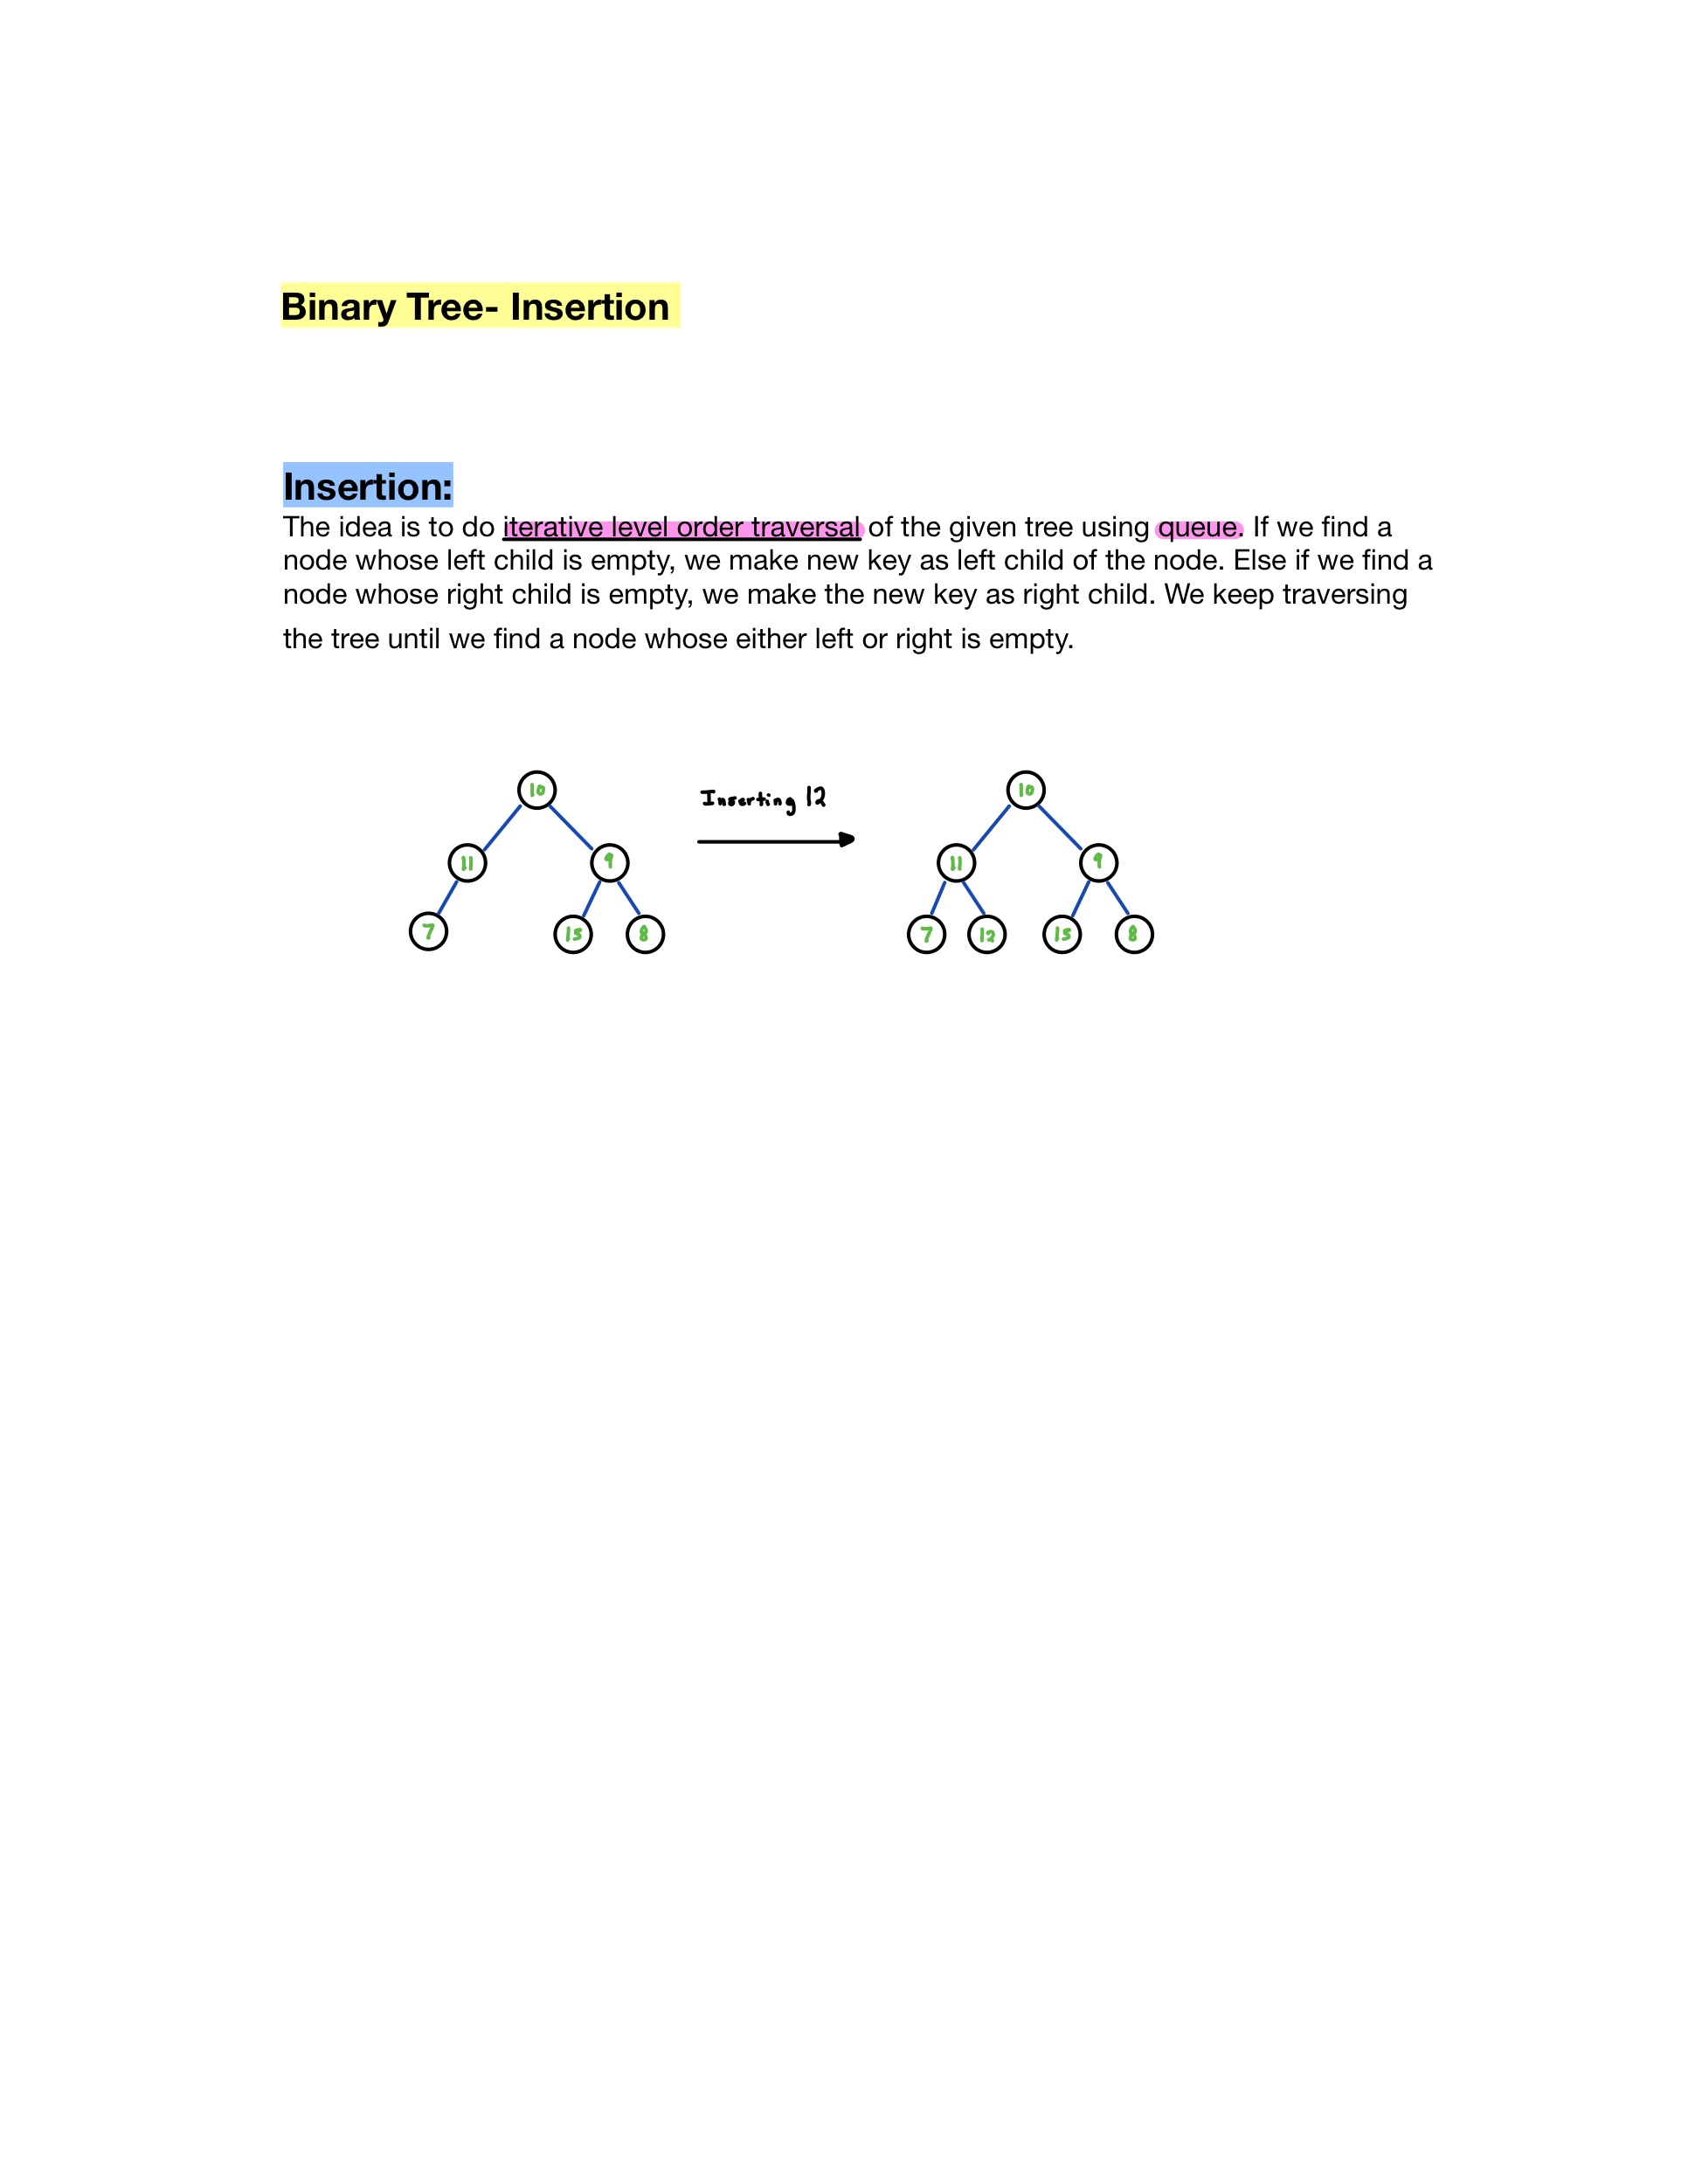 Binary Tree- Insertion
Insertion:
The idea is to do iterative level order traversal of the given tree using queue. If we find a
node whose left child is empty, we make new key as left child of the node. Else if we find a
node whose right child is empty, we make the new key as right child. We keep traversing
the tree until we find a node whose either left or right is empty.
Inserting 12
10
11 9
7 15 8
10
11 9
7 12 15 8